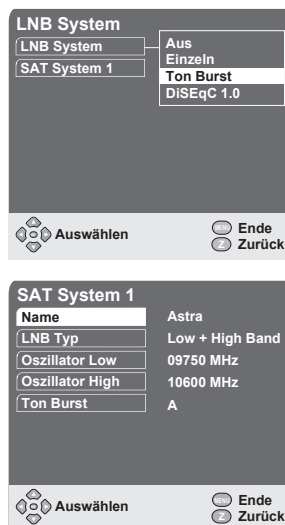 LNB System
LNB System Aus
Einzeln
SAT System 1 Ton Burst
DiSEqC 1.0
Auswählen MENU Ende
Z Zurück
SAT System 1
Name Astra
LNB Typ Low + High Band
Oszillator Low 09750 MHz
Oszillator High 10600 MHz
Ton Burst A
Auswählen MENU Ende
Z Zurück